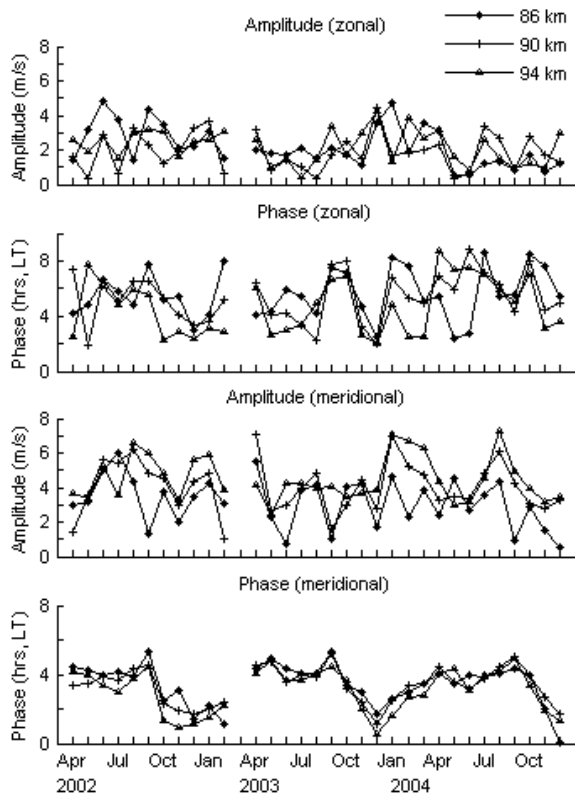 Amplitude (zonal)
86 km
90 km
94 km
Amplitude (m/s)
8
6
4
2
0
Phase (zonal)
Phase (hrs, LT)
8
4
0
Amplitude (meridional)
Amplitude (m/s)
8
6
4
2
0
Phase (meridional)
Phase (hrs, LT)
8
4
0
Apr Jul Oct Jan Apr Jul Oct Jan Apr Jul Oct
2002 2003 2004